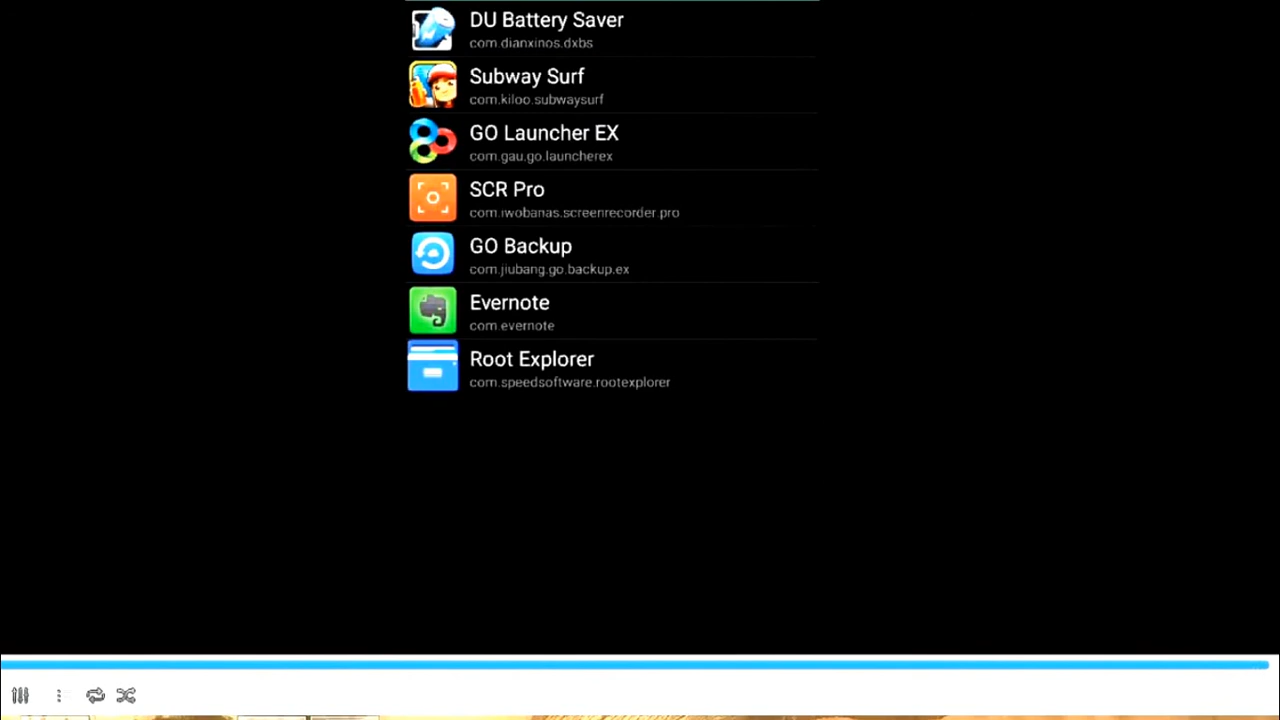 DU Battery Saver
com.dianxinos.dxbs
Subway Surf
com.kiloo.subwaysurf
GO Launcher EX
com.gau.go.launcherex
SCR Pro
com.iwobanas.screenrecorder.pro
GO Backup
com.jiubang.go.backup.ex
Evernote
com.evernote
Root Explorer
com.speedsoftware.rootexplorer